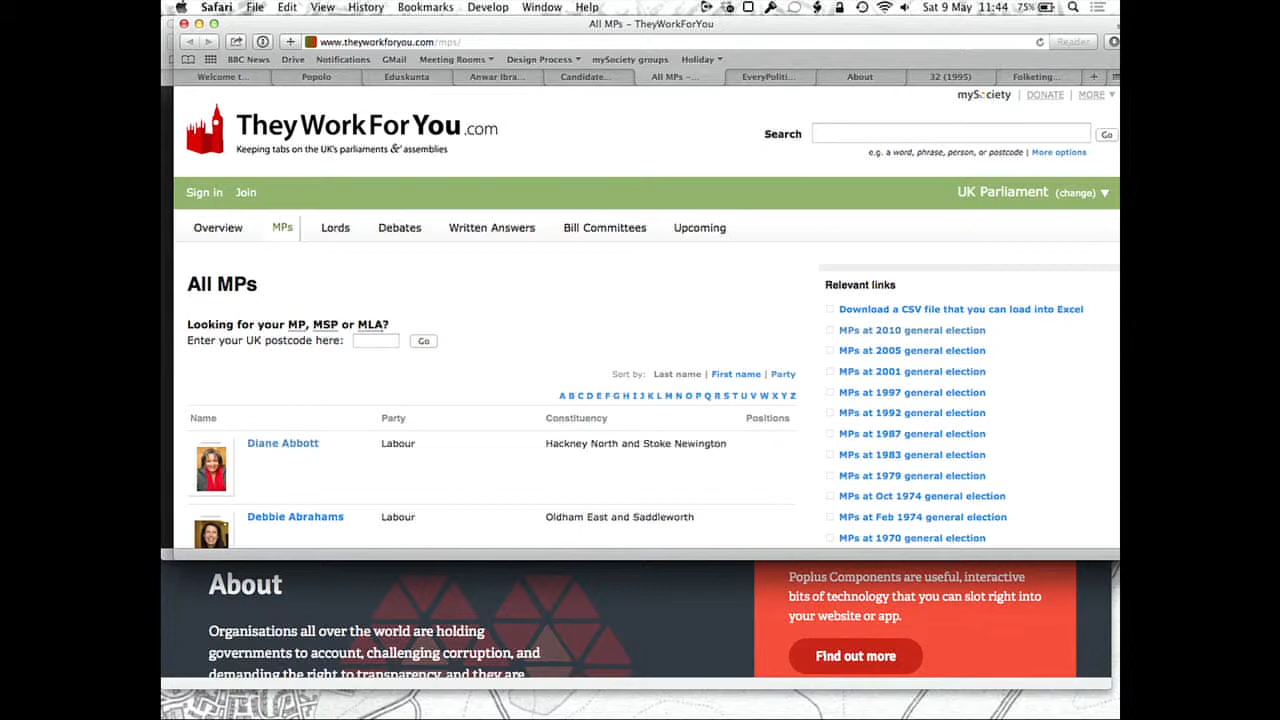 Safari File Edit View History Bookmarks Develop Window Help Sat 9 May 11:44 75%
All MPs – TheyWorkForYou
www.theyworkforyou.com/mps/ Reader
BBC News Drive Notifications GMail Meeting Rooms Design Process mySociety groups Holiday
Welcome t... Popolo Eduskunta Anwar Ibra... Candidate... All MPs –... EveryPoliti... About 32 (1995) Folketing...
mySociety | DONATE | MORE
TheyWorkForYou.com
Keeping tabs on the UK's parliaments & assemblies
Search Go
e.g. a word, phrase, person, or postcode | More options
Sign in Join UK Parliament (change) ▼
Overview MPs Lords Debates Written Answers Bill Committees Upcoming
All MPs
Looking for your MP, MSP or MLA?
Enter your UK postcode here: Go
Sort by: Last name | First name | Party
A B C D E F G H I J K L M N O P Q R S T U V W X Y Z
Name Party Constituency Positions
Diane Abbott Labour Hackney North and Stoke Newington
Debbie Abrahams Labour Oldham East and Saddleworth
Relevant links
Download a CSV file that you can load into Excel
MPs at 2010 general election
MPs at 2005 general election
MPs at 2001 general election
MPs at 1997 general election
MPs at 1992 general election
MPs at 1987 general election
MPs at 1983 general election
MPs at 1979 general election
MPs at Oct 1974 general election
MPs at Feb 1974 general election
MPs at 1970 general election
About
Organisations all over the world are holding
governments to account, challenging corruption, and
demanding the right to transparency, and they are
Poplus Components are useful, interactive
bits of technology that you can slot right into
your website or app.
Find out more